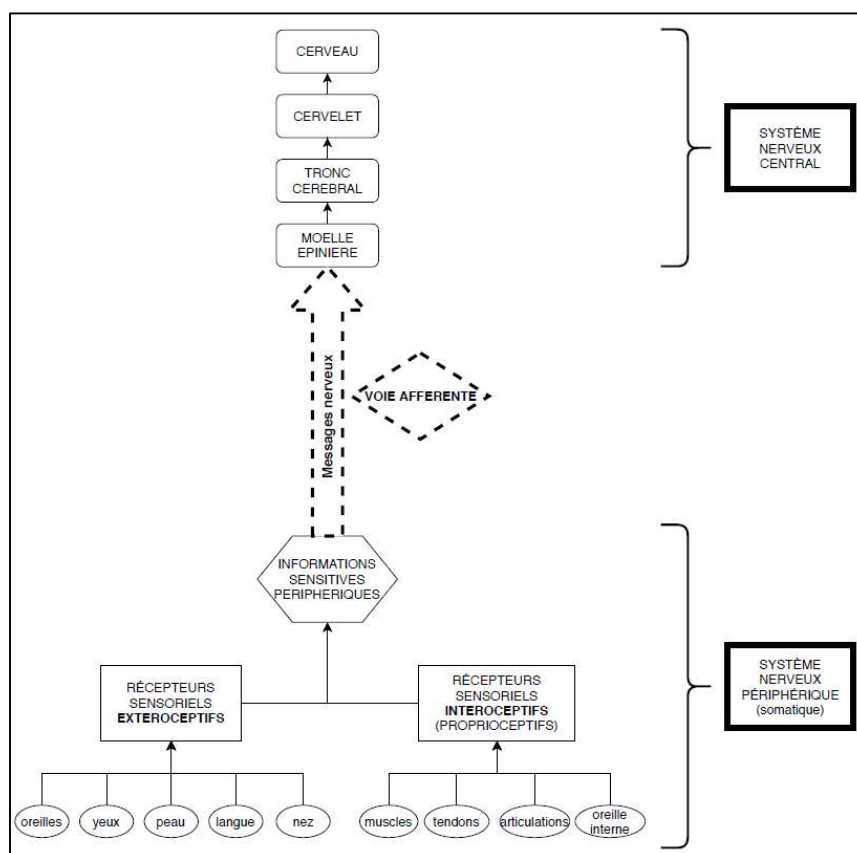 CERVEAU
CERVELET
TRONC
CEREBRAL
MOELLE
EPINIERE
SYSTÈME
NERVEUX
CENTRAL
Messages nerveux
VOIE AFFERENTE
INFORMATIONS
SENSITIVES
PERIPHERIQUES
RÉCEPTEURS
SENSORIELS
EXTEROCEPTIFS
RÉCEPTEURS
SENSORIELS
INTEROCEPTIFS
(PROPRIOCEPTIFS)
SYSTÈME
NERVEUX
PÉRIPHÉRIQUE
(somatique)
oreilles
yeux
peau
langue
nez
muscles
tendons
articulations
oreille
interne